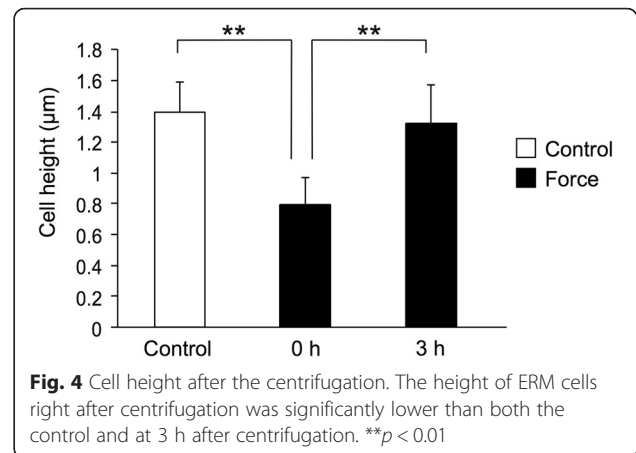 ** **
1.8
1.6
1.4
1.2
1
0.8
0.6
0.4
0.2
0
Cell height (μm)
Control
Force
Control 0 h 3 h
Fig. 4 Cell height after the centrifugation. The height of ERM cells
right after centrifugation was significantly lower than both the
control and at 3 h after centrifugation. **p < 0.01